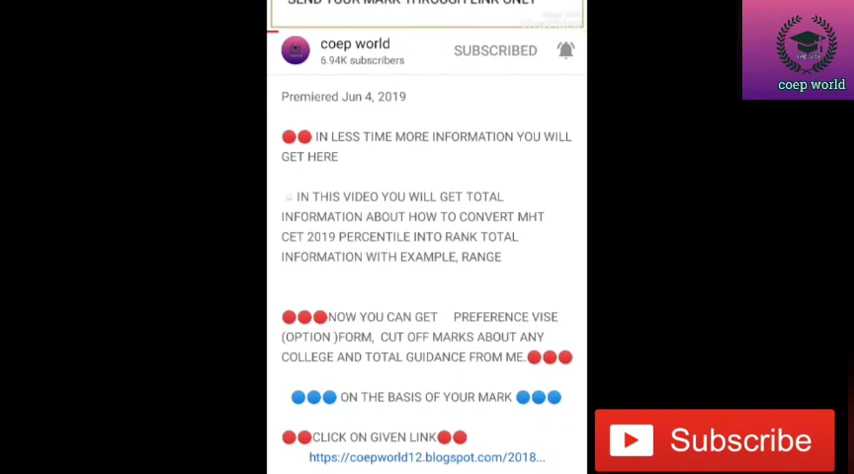 SEND YOUR MARK THROUGH LINK ONLY
coep world
6.94K subscribers
SUBSCRIBED
Premiered Jun 4, 2019
IN LESS TIME MORE INFORMATION YOU WILL
GET HERE
IN THIS VIDEO YOU WILL GET TOTAL
INFORMATION ABOUT HOW TO CONVERT MHT
CET 2019 PERCENTILE INTO RANK TOTAL
INFORMATION WITH EXAMPLE, RANGE
NOW YOU CAN GET PREFERENCE VISE
(OPTION )FORM, CUT OFF MARKS ABOUT ANY
COLLEGE AND TOTAL GUIDANCE FROM ME.
ON THE BASIS OF YOUR MARK
CLICK ON GIVEN LINK
https://coepworld12.blogspot.com/2018...
coep world
Subscribe